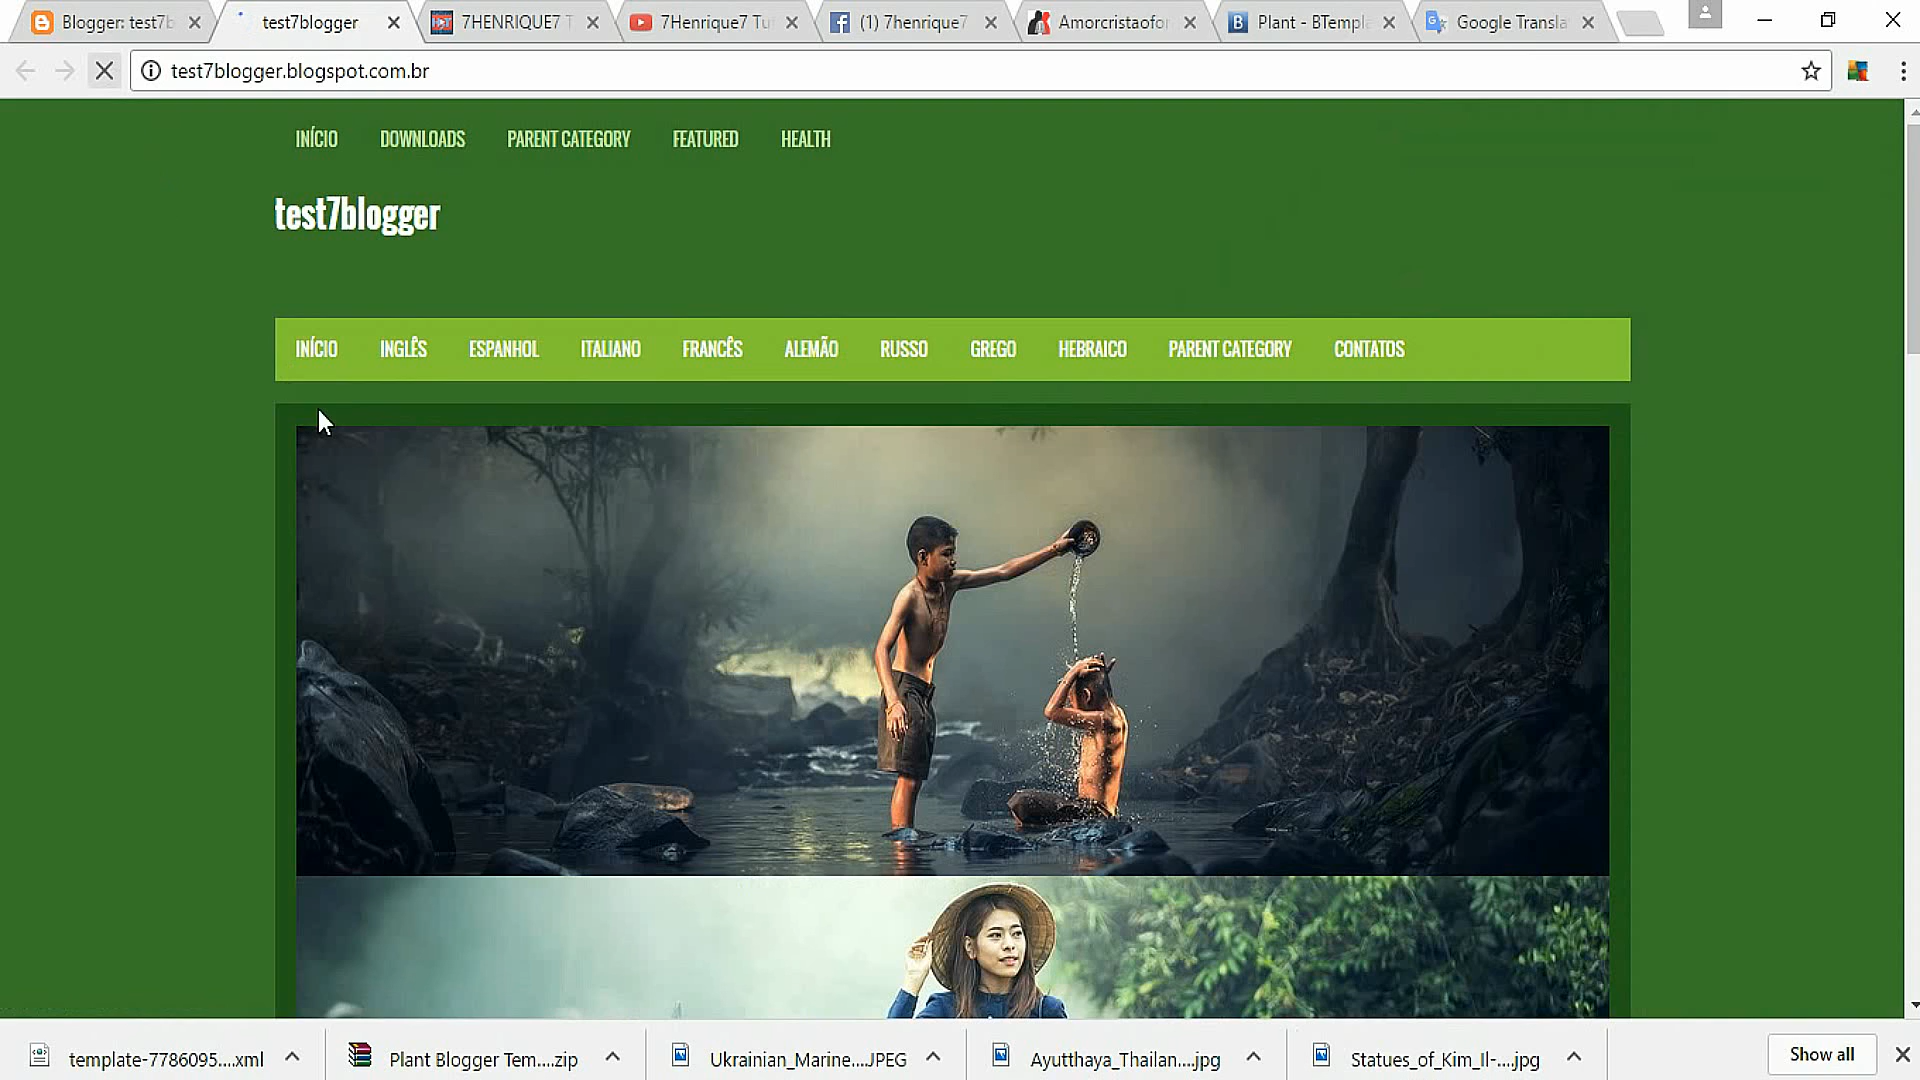 Blogger: test7b
test7blogger
7HENRIQUE7 T
7Henrique7 Tu
(1) 7henrique7
Amorcristaofor
Plant - BTempl
Google Transla
test7blogger.blogspot.com.br
INÍCIO DOWNLOADS PARENT CATEGORY FEATURED HEALTH
test7blogger
INÍCIO INGLÊS ESPANHOL ITALIANO FRANCÊS ALEMÃO RUSSO GREGO HEBRAICO PARENT CATEGORY CONTATOS
template-7786095....xml
Plant Blogger Tem....zip
Ukrainian_Marine....JPEG
Ayutthaya_Thailan....jpg
Statues_of_Kim_Il-....jpg
Show all